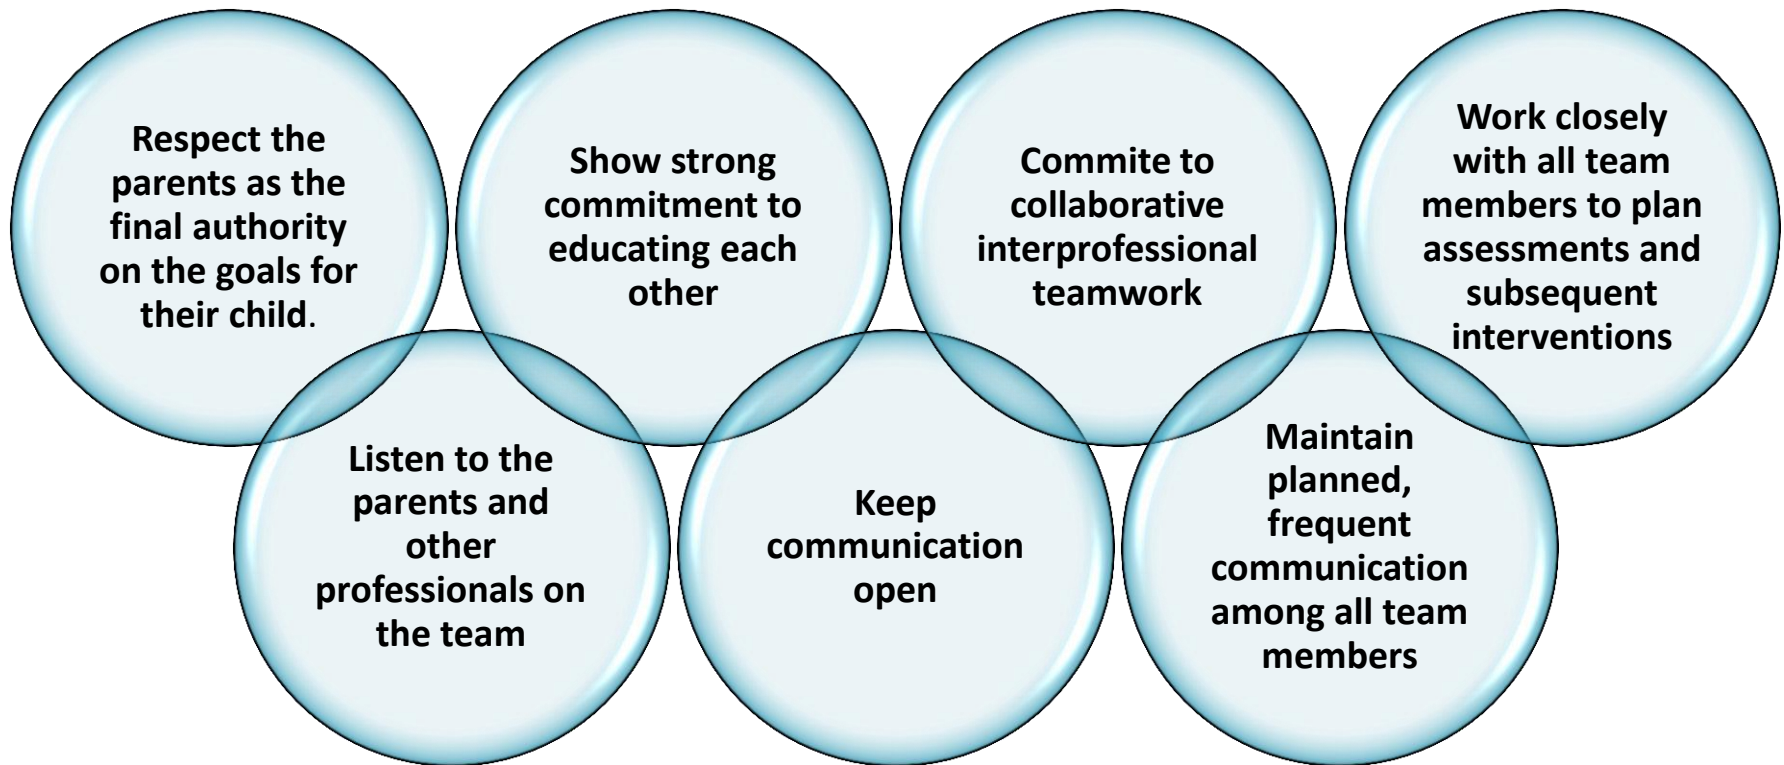 Respect the
parents as the
final authority
on the goals for
their child.
Listen to the
parents and
other
professionals on
the team
Show strong
commitment to
educating each
other
Keep
communication
open
Commite to
collaborative
interprofessional
teamwork
Maintain
planned,
frequent
communication
among all team
members
Work closely
with all team
members to plan
assessments and
subsequent
interventions